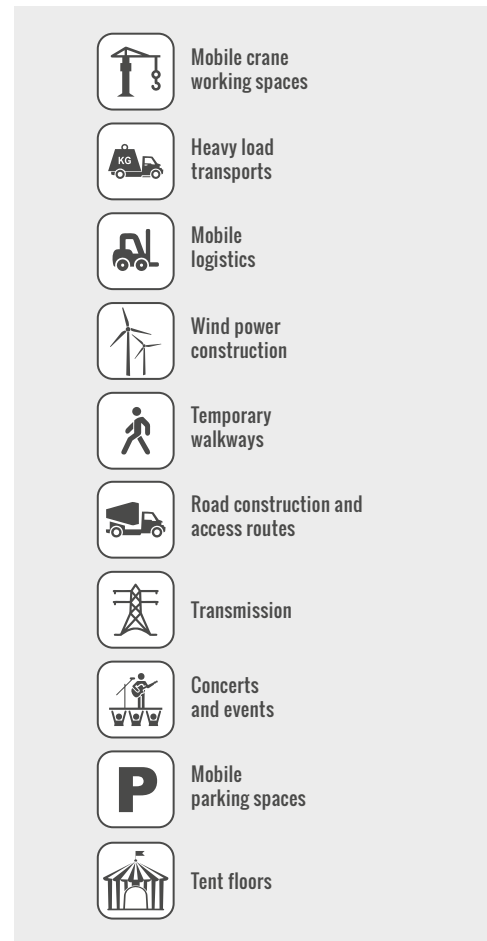 Mobile crane
working spaces
KG
Heavy load
transports
Mobile
logistics
Wind power
construction
Temporary
walkways
Road construction and
access routes
Transmission
Concerts
and events
P
Mobile
parking spaces
Tent floors